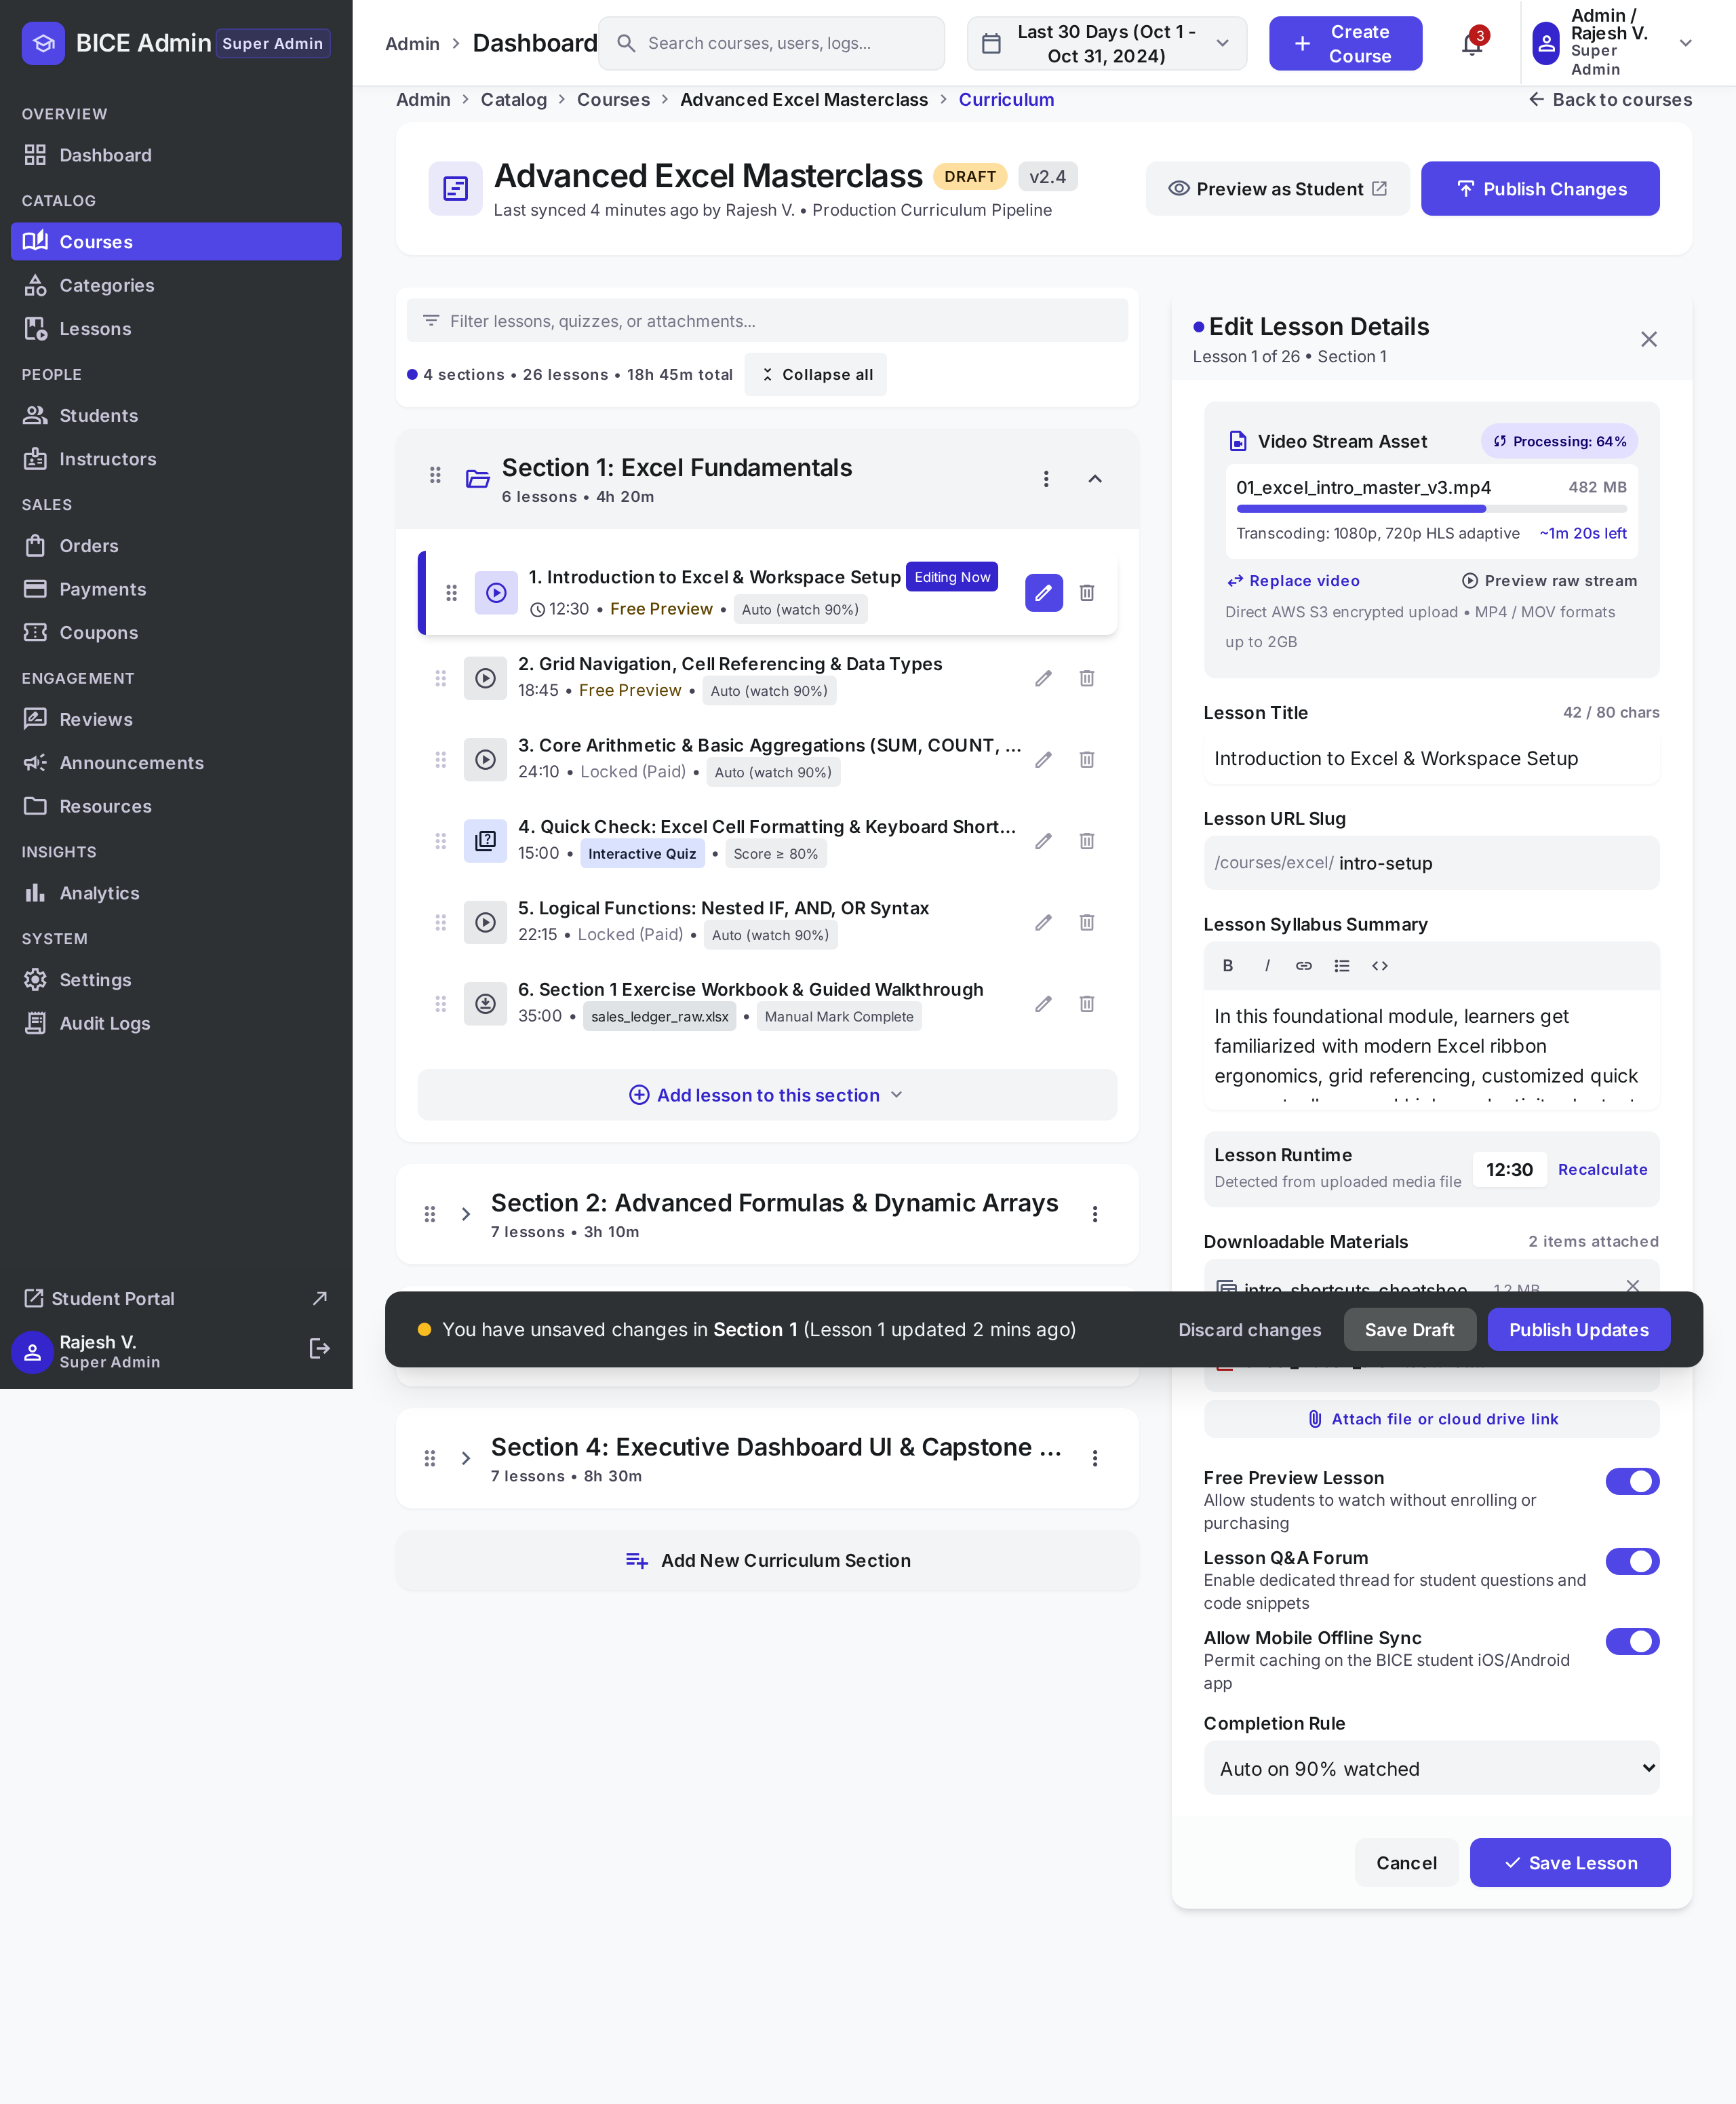 BICE Admin
Super Admin
OVERVIEW
Dashboard
CATALOG
Courses
Categories
Lessons
PEOPLE
Students
Instructors
SALES
Orders
Payments
Coupons
ENGAGEMENT
Reviews
Announcements
Resources
INSIGHTS
Analytics
SYSTEM
Settings
Audit Logs
Student Portal
Rajesh V.
Super Admin
Admin
Dashboard
Search courses, users, logs...
Last 30 Days (Oct 1 -
Oct 31, 2024)
Create
Course
3
Admin /
Rajesh V.
Super
Admin
Admin > Catalog > Courses > Advanced Excel Masterclass > Curriculum
Back to courses
Advanced Excel Masterclass
DRAFT
v2.4
Last synced 4 minutes ago by Rajesh V. • Production Curriculum Pipeline
Preview as Student
Publish Changes
Filter lessons, quizzes, or attachments...
4 sections • 26 lessons • 18h 45m total
Collapse all
Section 1: Excel Fundamentals
6 lessons • 4h 20m
1. Introduction to Excel & Workspace Setup
Editing Now
12:30 • Free Preview • Auto (watch 90%)
2. Grid Navigation, Cell Referencing & Data Types
18:45 • Free Preview • Auto (watch 90%)
3. Core Arithmetic & Basic Aggregations (SUM, COUNT, ...
24:10 • Locked (Paid) • Auto (watch 90%)
4. Quick Check: Excel Cell Formatting & Keyboard Short...
15:00 • Interactive Quiz • Score ≥ 80%
5. Logical Functions: Nested IF, AND, OR Syntax
22:15 • Locked (Paid) • Auto (watch 90%)
6. Section 1 Exercise Workbook & Guided Walkthrough
35:00 • sales_ledger_raw.xlsx • Manual Mark Complete
Add lesson to this section
Section 2: Advanced Formulas & Dynamic Arrays
7 lessons • 3h 10m
Section 4: Executive Dashboard UI & Capstone ...
7 lessons • 8h 30m
Add New Curriculum Section
Edit Lesson Details
Lesson 1 of 26 • Section 1
Video Stream Asset
Processing: 64%
01_excel_intro_master_v3.mp4
482 MB
Transcoding: 1080p, 720p HLS adaptive
~1m 20s left
Replace video
Preview raw stream
Direct AWS S3 encrypted upload • MP4 / MOV formats
up to 2GB
Lesson Title
42 / 80 chars
Introduction to Excel & Workspace Setup
Lesson URL Slug
/courses/excel/ intro-setup
Lesson Syllabus Summary
B I
In this foundational module, learners get
familiarized with modern Excel ribbon
ergonomics, grid referencing, customized quick
Lesson Runtime
Detected from uploaded media file
12:30
Recalculate
Downloadable Materials
2 items attached
You have unsaved changes in Section 1 (Lesson 1 updated 2 mins ago)
Discard changes
Save Draft
Publish Updates
Attach file or cloud drive link
Free Preview Lesson
Allow students to watch without enrolling or
purchasing
Lesson Q&A Forum
Enable dedicated thread for student questions and
code snippets
Allow Mobile Offline Sync
Permit caching on the BICE student iOS/Android
app
Completion Rule
Auto on 90% watched
Cancel
Save Lesson